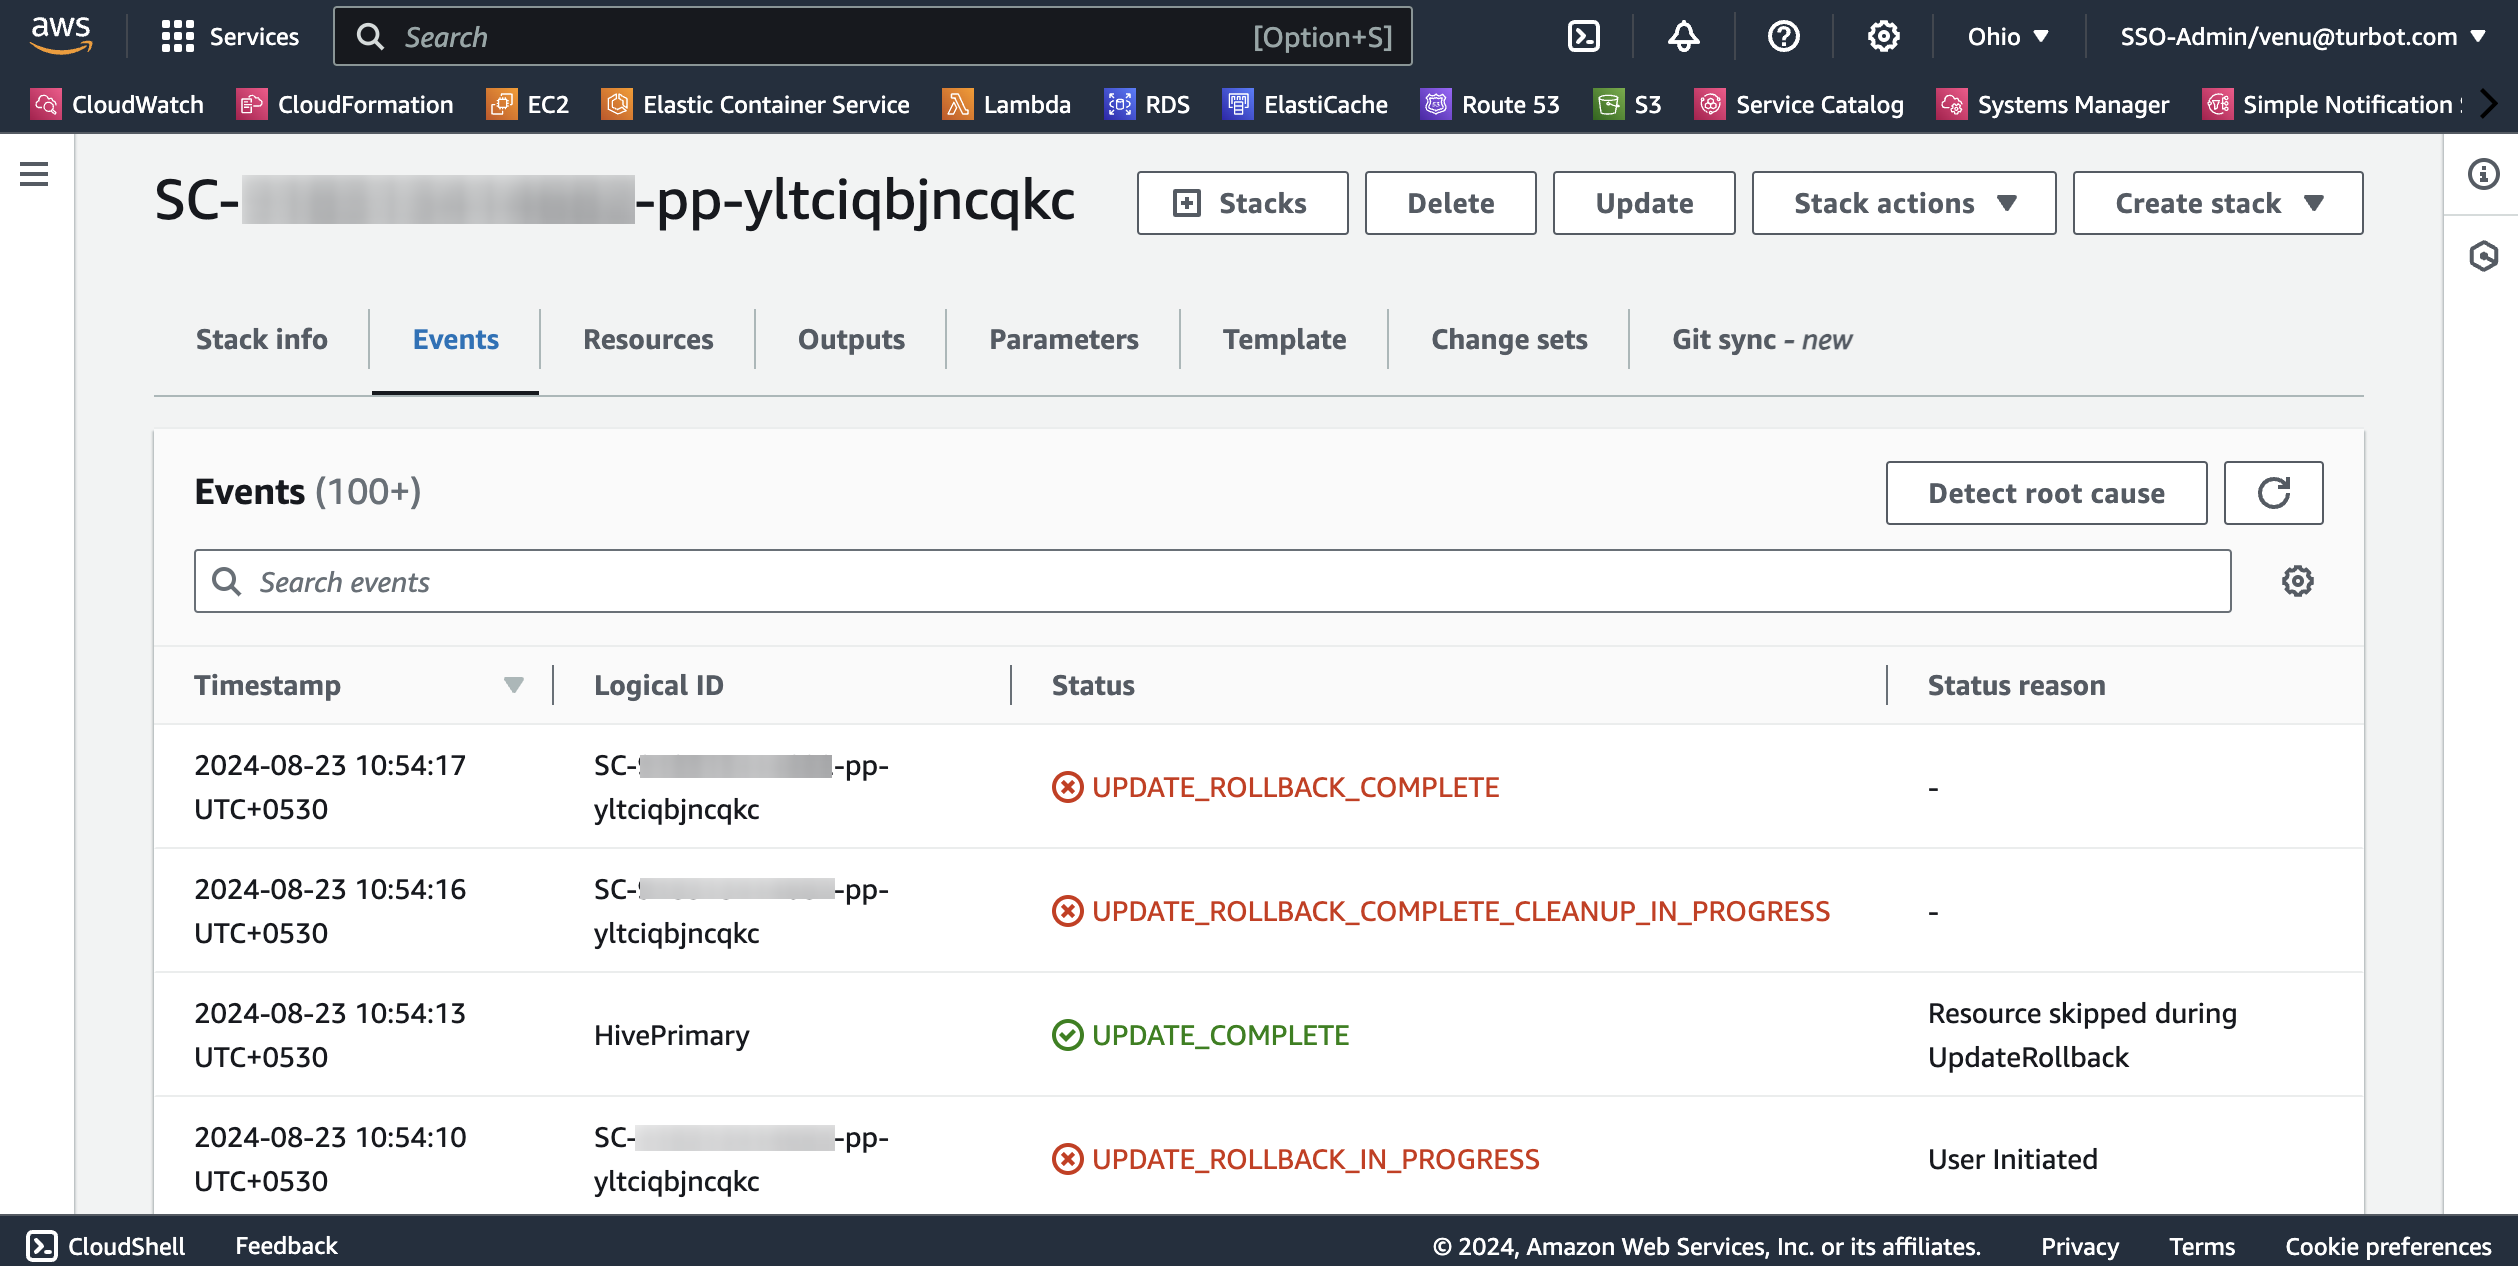 aws Services Search [Option+S] Ohio SSO-Admin/venu@turbot.com
CloudWatch CloudFormation EC2 Elastic Container Service Lambda RDS ElastiCache Route 53 S3 Service Catalog Systems Manager Simple Notification
SC- -pp-yltciqbjncqkc Stacks Delete Update Stack actions Create stack
Stack info Events Resources Outputs Parameters Template Change sets Git sync - new
Events (100+) Detect root cause
Search events
Timestamp Logical ID Status Status reason
2024-08-23 10:54:17
UTC+0530
SC- -pp-
yltciqbjncqkc
UPDATE_ROLLBACK_COMPLETE
-
2024-08-23 10:54:16
UTC+0530
SC- -pp-
yltciqbjncqkc
UPDATE_ROLLBACK_COMPLETE_CLEANUP_IN_PROGRESS
-
2024-08-23 10:54:13
UTC+0530
HivePrimary
UPDATE_COMPLETE
Resource skipped during
UpdateRollback
2024-08-23 10:54:10
UTC+0530
SC- -pp-
yltciqbjncqkc
UPDATE_ROLLBACK_IN_PROGRESS
User Initiated
CloudShell Feedback © 2024, Amazon Web Services, Inc. or its affiliates. Privacy Terms Cookie preferences